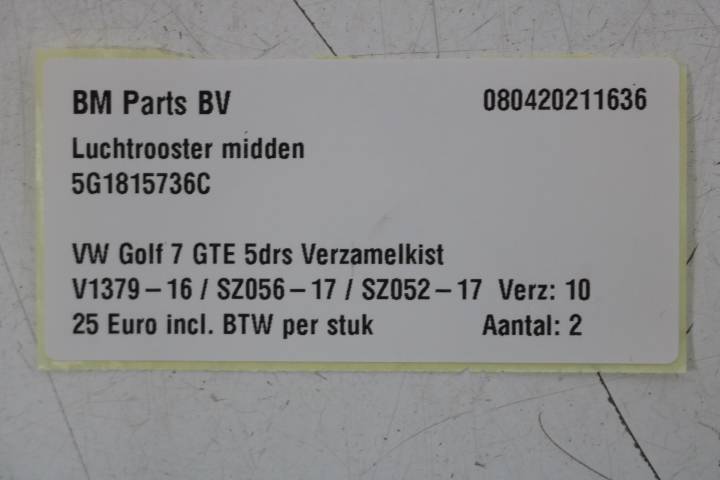 BM Parts BV 080420211636
Luchtrooster midden
5G1815736C
VW Golf 7 GTE 5drs Verzamelkist
V1379-16 / SZ056-17 / SZ052-17 Verz: 10
25 Euro incl. BTW per stuk Aantal: 2